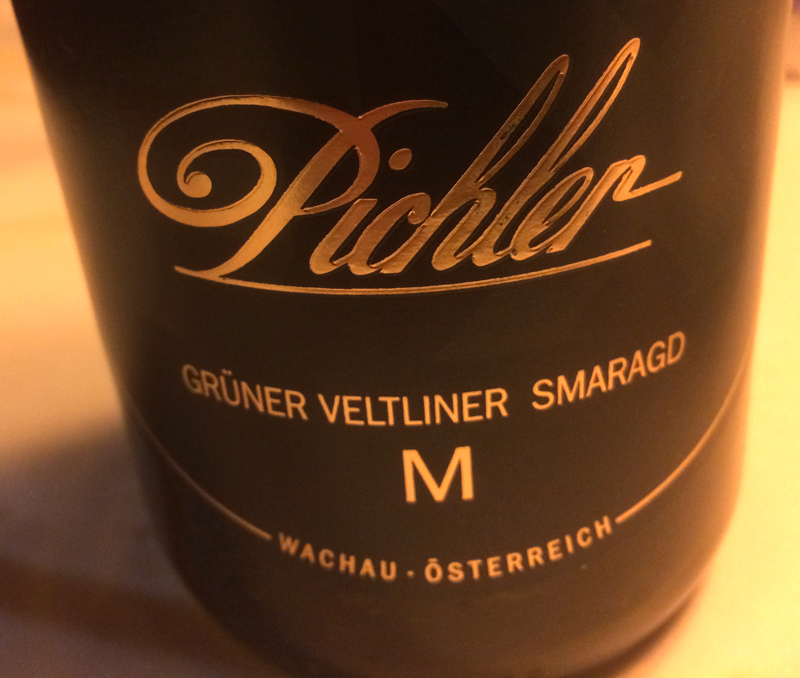 Pichler
GRÜNER VELTLINER SMARAGD
M
WACHAU · ÖSTERREICH